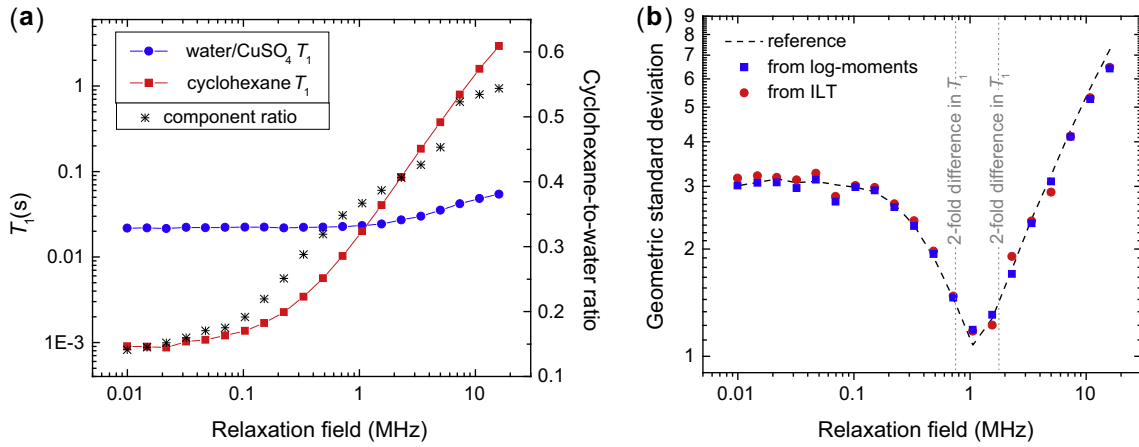 (a)
water/CuSO₄ T₁
cyclohexane T₁
component ratio
1
0.1
0.01
1E-3
T₁(s)
0.6
0.5
0.4
0.3
0.2
0.1
Cyclohexane-to-water ratio
0.01
0.1
1
10
Relaxation field (MHz)
(b)
reference
from log-moments
from ILT
2-fold difference in T₁
2-fold difference in T₁
9
8
7
6
5
4
3
2
1
Geometric standard deviation
0.01
0.1
1
10
Relaxation field (MHz)